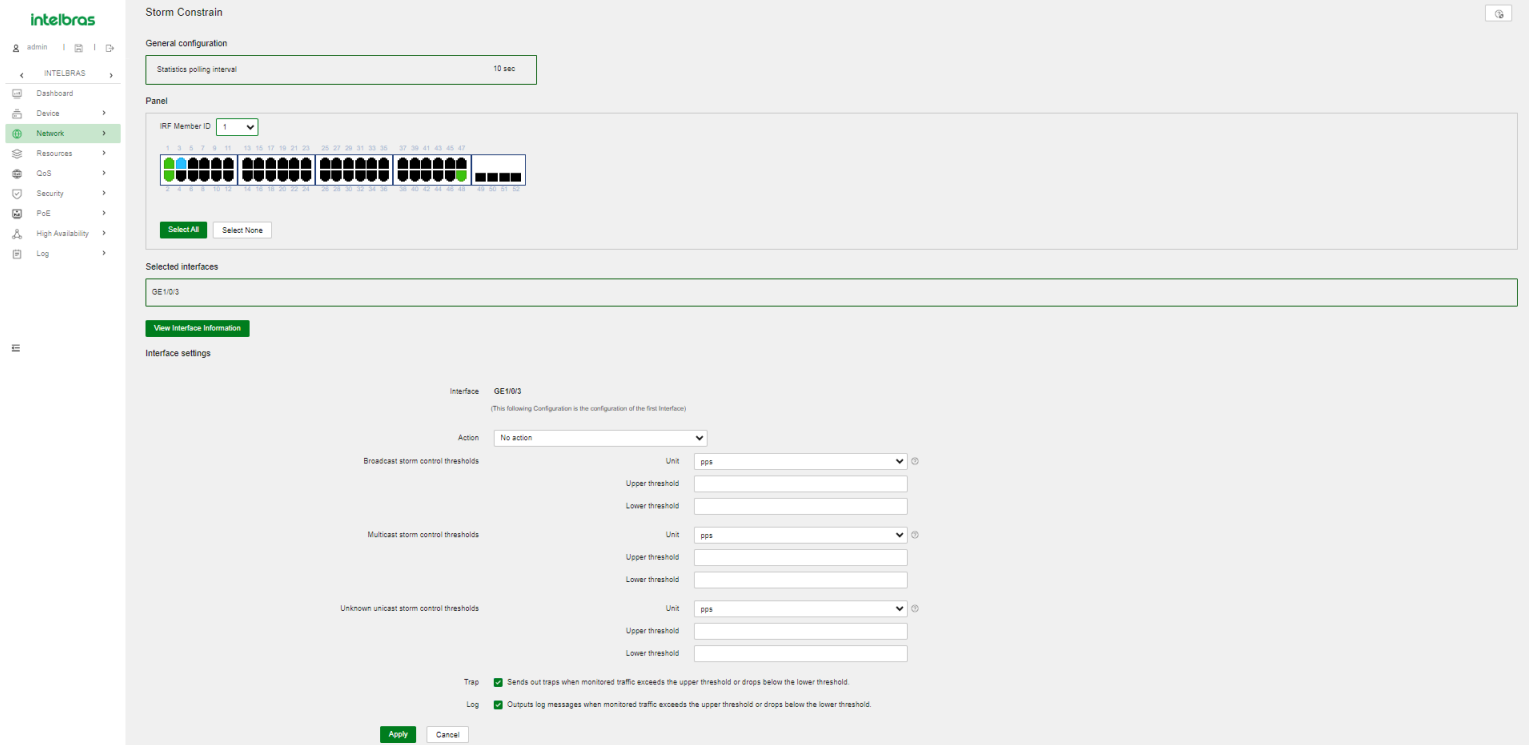 intelbras
admin
INTELBRAS
Dashboard
Device
Network
Resources
QoS
Security
PoE
High Availability
Log
Storm Constrain
General configuration
Statistics polling interval 10 sec
Panel
IRF Member ID 1
1 3 5 7 9 11 13 15 17 19 21 23 25 27 29 31 33 35 37 39 41 43 45 47
2 4 6 8 10 12 14 16 18 20 22 24 26 28 30 32 34 36 38 40 42 44 46 48 49 50 51 52
Select All Select None
Selected interfaces
GE1/0/3
View Interface Information
Interface settings
Interface GE1/0/3
(This following Configuration is the configuration of the first Interface)
Action No action
Broadcast storm control thresholds Unit pps
Upper threshold
Lower threshold
Multicast storm control thresholds Unit pps
Upper threshold
Lower threshold
Unknown unicast storm control thresholds Unit pps
Upper threshold
Lower threshold
Trap Sends out traps when monitored traffic exceeds the upper threshold or drops below the lower threshold.
Log Outputs log messages when monitored traffic exceeds the upper threshold or drops below the lower threshold.
Apply Cancel